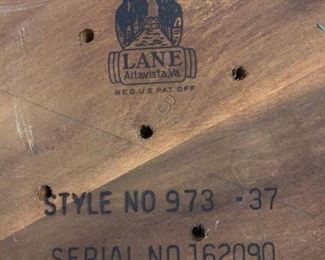 LANE
Altavista, Va.
REG. U.S. PAT. OFF
STYLE NO 973 -37
SERIAL NO 162090